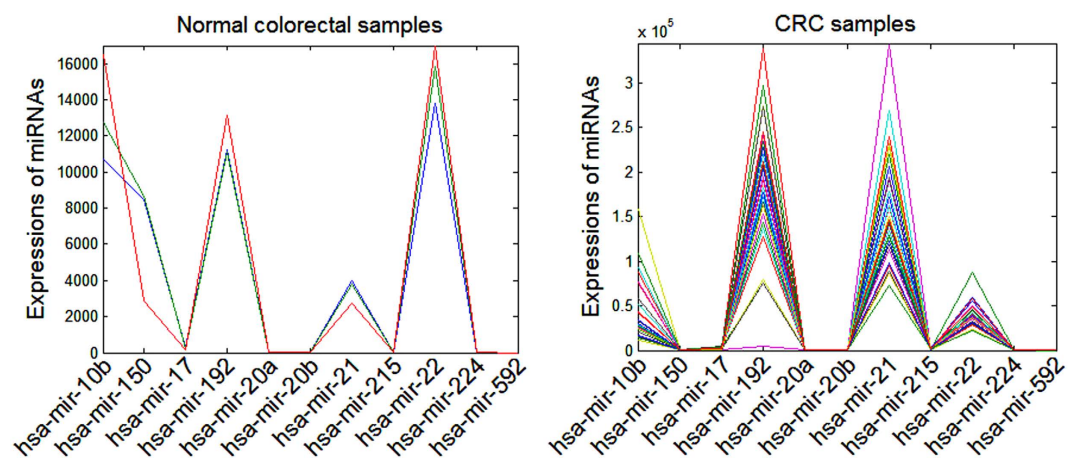 Normal colorectal samples
Expressions of miRNAs
16000
14000
12000
10000
8000
6000
4000
2000
0
hsa-mir-10b
hsa-mir-150
hsa-mir-17
hsa-mir-192
hsa-mir-20a
hsa-mir-20b
hsa-mir-21
hsa-mir-215
hsa-mir-22
hsa-mir-224
hsa-mir-592
CRC samples
x 10⁵
Expressions of miRNAs
3
2.5
2
1.5
1
0.5
0
hsa-mir-10b
hsa-mir-150
hsa-mir-17
hsa-mir-192
hsa-mir-20a
hsa-mir-20b
hsa-mir-21
hsa-mir-215
hsa-mir-22
hsa-mir-224
hsa-mir-592